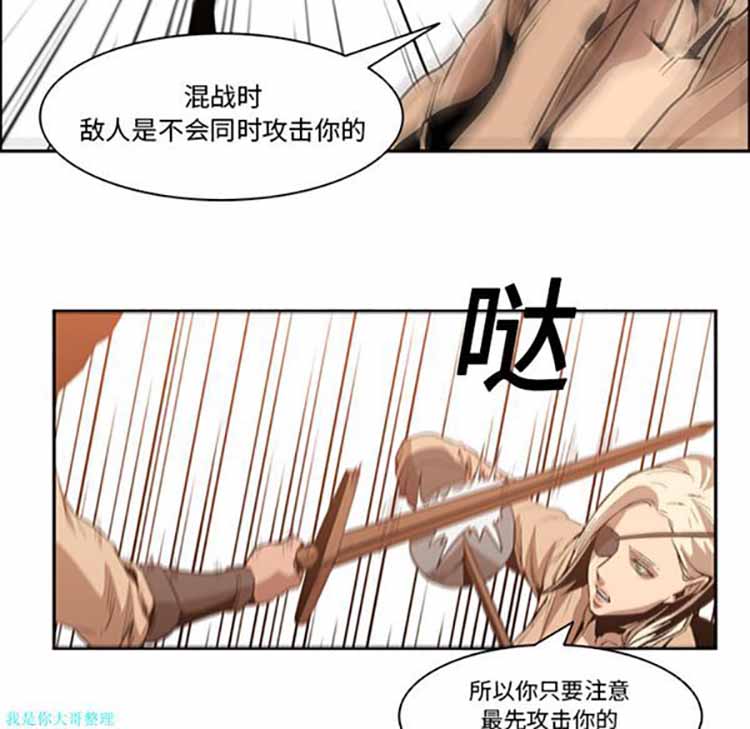 混战时
敌人是不会同时攻击你的
哒
所以你只要注意
最先攻击你的
我是你大哥整理